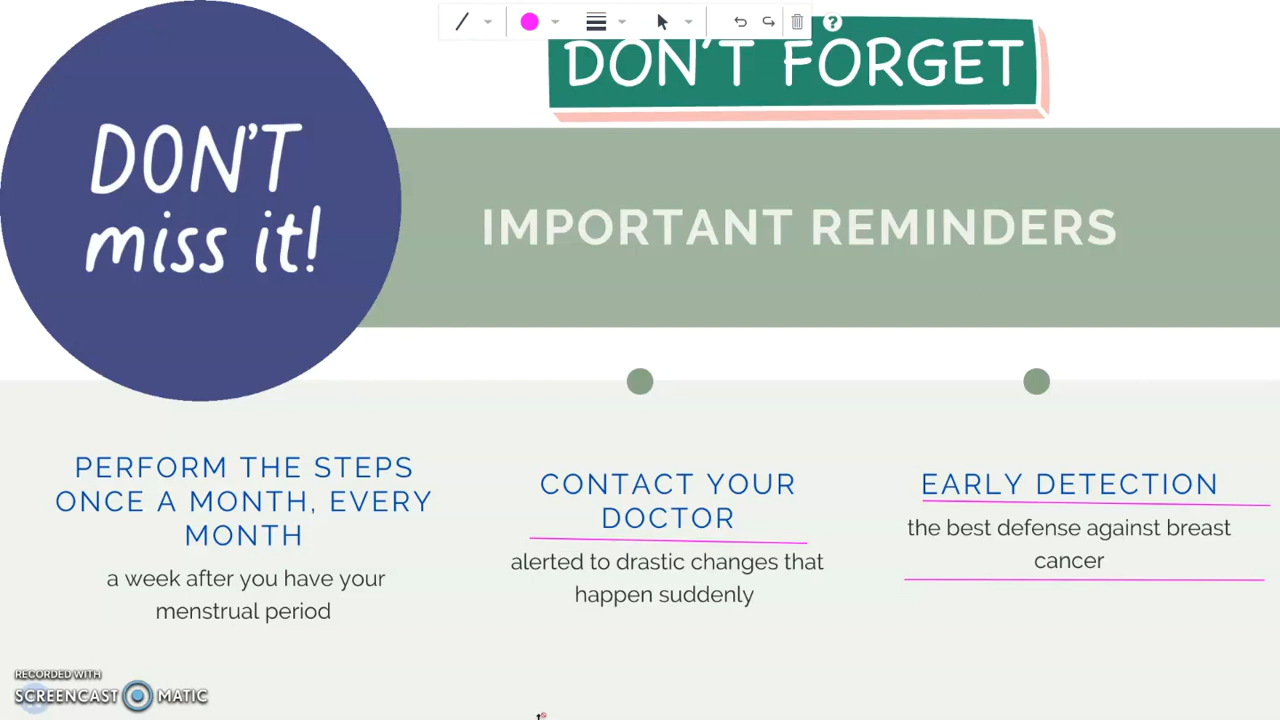 DON'T FORGET
DON'T
miss it!
IMPORTANT REMINDERS
PERFORM THE STEPS
ONCE A MONTH, EVERY
MONTH
a week after you have your
menstrual period
CONTACT YOUR
DOCTOR
alerted to drastic changes that
happen suddenly
EARLY DETECTION
the best defense against breast
cancer
RECORDED WITH
SCREENCAST MATIC